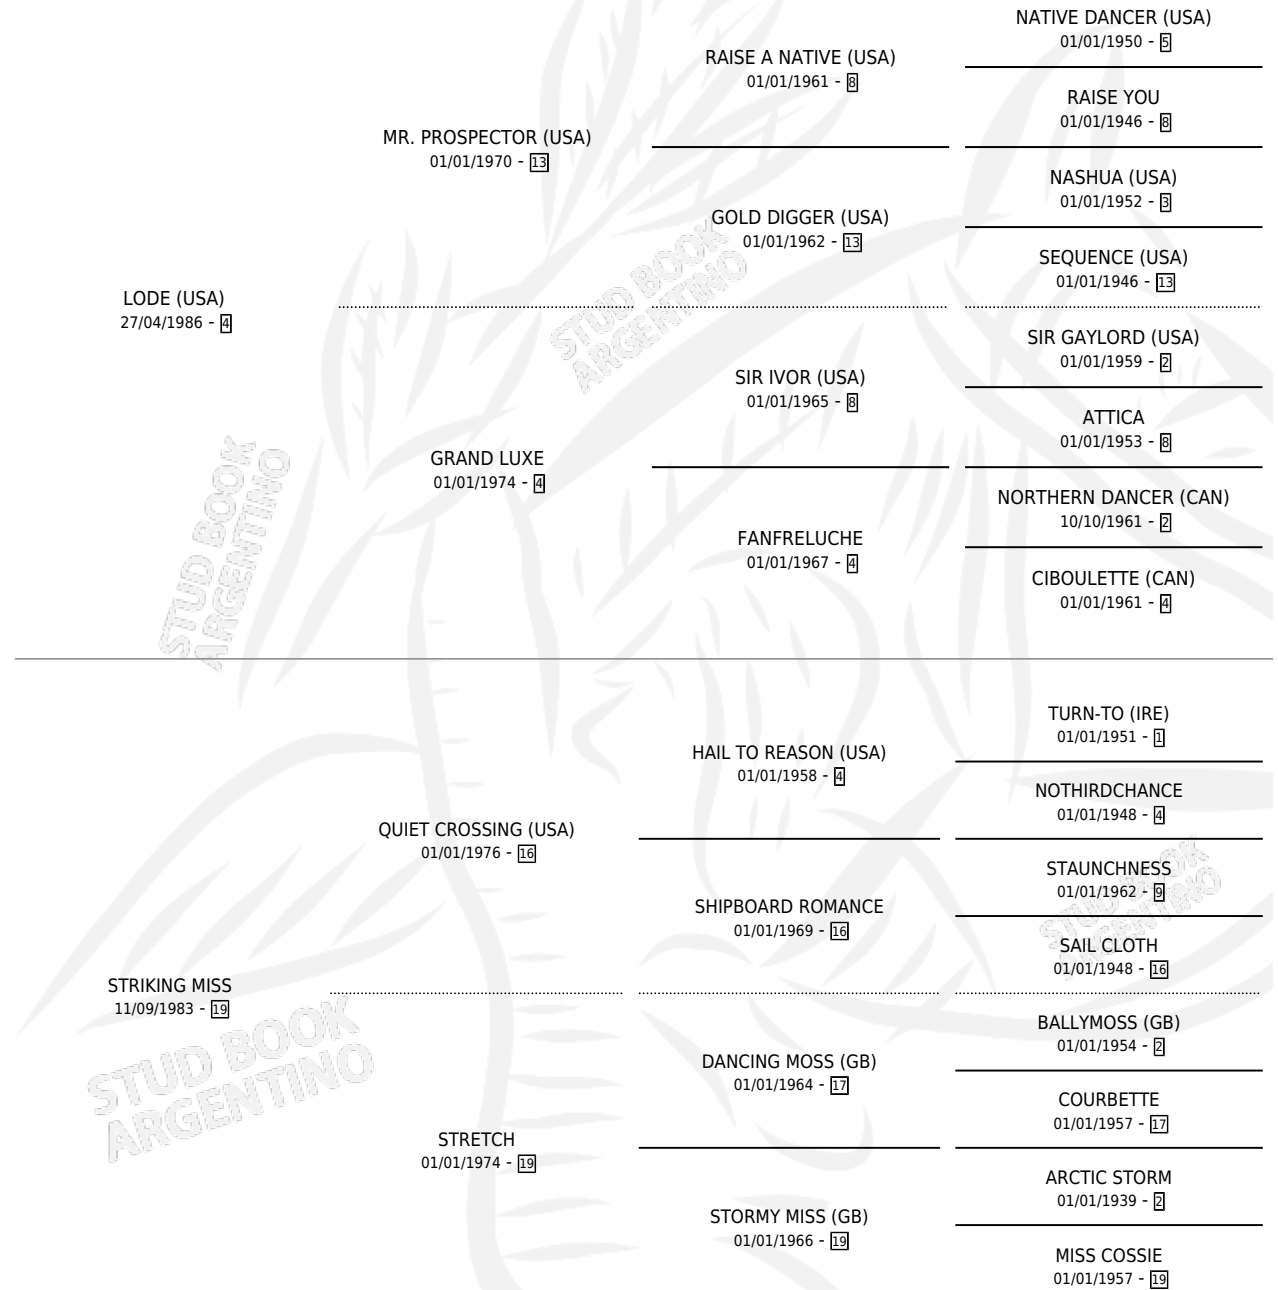 NATIVE DANCER (USA)
01/01/1950 - 5
RAISE A NATIVE (USA)
01/01/1961 - 8
RAISE YOU
01/01/1946 - 8
MR. PROSPECTOR (USA)
01/01/1970 - 13
NASHUA (USA)
01/01/1952 - 3
GOLD DIGGER (USA)
01/01/1962 - 13
SEQUENCE (USA)
01/01/1946 - 13
LODE (USA)
27/04/1986 - 4
SIR GAYLORD (USA)
01/01/1959 - 2
SIR IVOR (USA)
01/01/1965 - 8
ATTICA
01/01/1953 - 8
GRAND LUXE
01/01/1974 - 4
NORTHERN DANCER (CAN)
10/10/1961 - 2
FANFRELUCHE
01/01/1967 - 4
CIBOULETTE (CAN)
01/01/1961 - 4
TURN-TO (IRE)
01/01/1951 - 1
HAIL TO REASON (USA)
01/01/1958 - 4
NOTHIRDCHANCE
01/01/1948 - 4
QUIET CROSSING (USA)
01/01/1976 - 16
STAUNCHNESS
01/01/1962 - 9
SHIPBOARD ROMANCE
01/01/1969 - 16
SAIL CLOTH
01/01/1948 - 16
STRIKING MISS
11/09/1983 - 19
BALLYMOSS (GB)
01/01/1954 - 2
DANCING MOSS (GB)
01/01/1964 - 17
COURBETTE
01/01/1957 - 17
STRETCH
01/01/1974 - 19
ARCTIC STORM
01/01/1939 - 2
STORMY MISS (GB)
01/01/1966 - 19
MISS COSSIE
01/01/1957 - 19
STUD BOOK
ARGENTINO
STUD BOOK
ARGENTINO
STUD BOOK
ARGENTINO
STUD BOOK
ARGENTINO